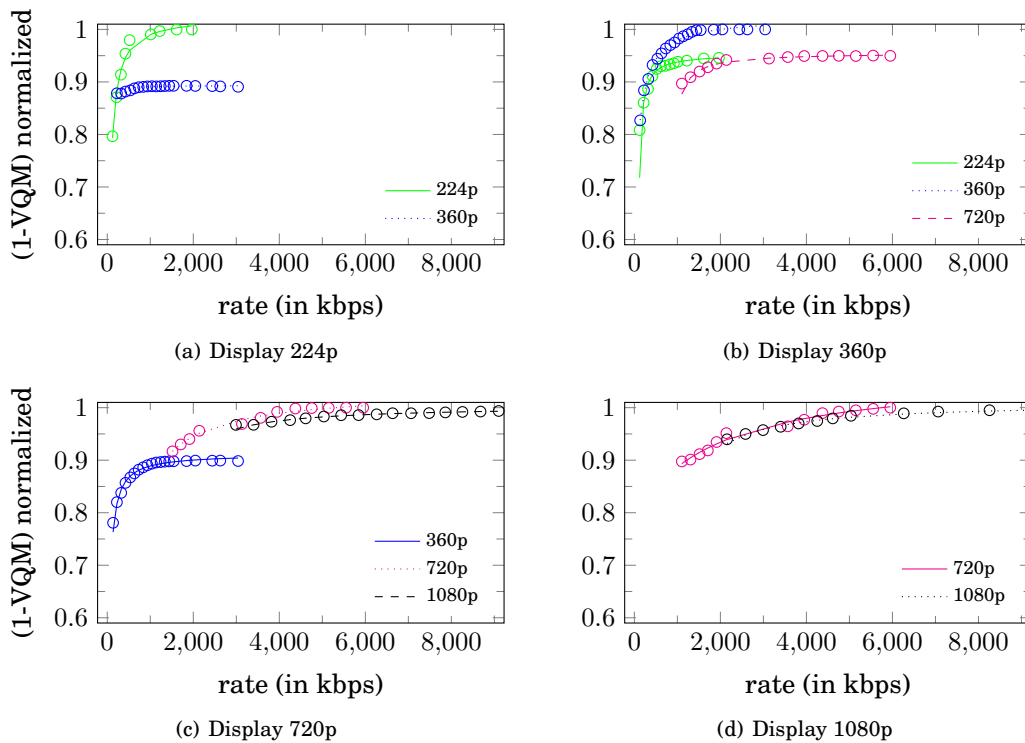 (1-VQM) normalized
1
0.9
0.8
0.7
0.6
0 2,000 4,000 6,000 8,000
rate (in kbps)
224p
360p
(a) Display 224p
1
0.9
0.8
0.7
0.6
0 2,000 4,000 6,000 8,000
rate (in kbps)
224p
360p
720p
(b) Display 360p
(1-VQM) normalized
1
0.9
0.8
0.7
0.6
0 2,000 4,000 6,000 8,000
rate (in kbps)
360p
720p
1080p
(c) Display 720p
1
0.9
0.8
0.7
0.6
0 2,000 4,000 6,000 8,000
rate (in kbps)
720p
1080p
(d) Display 1080p